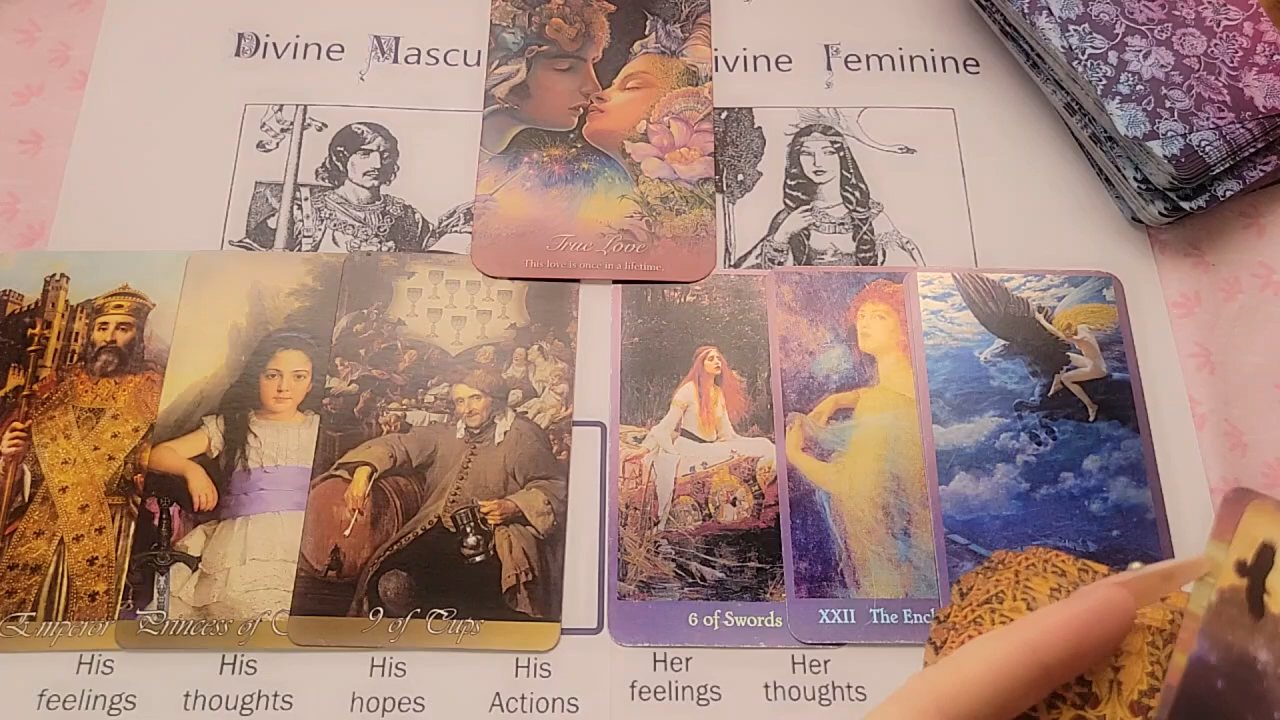 Divine Mascu
ivine Feminine
True Love
This love is once in a lifetime.
Emperor
Princess of
9 of Cups
6 of Swords
XXII The Enc
His feelings
His thoughts
His hopes
His Actions
Her feelings
Her thoughts